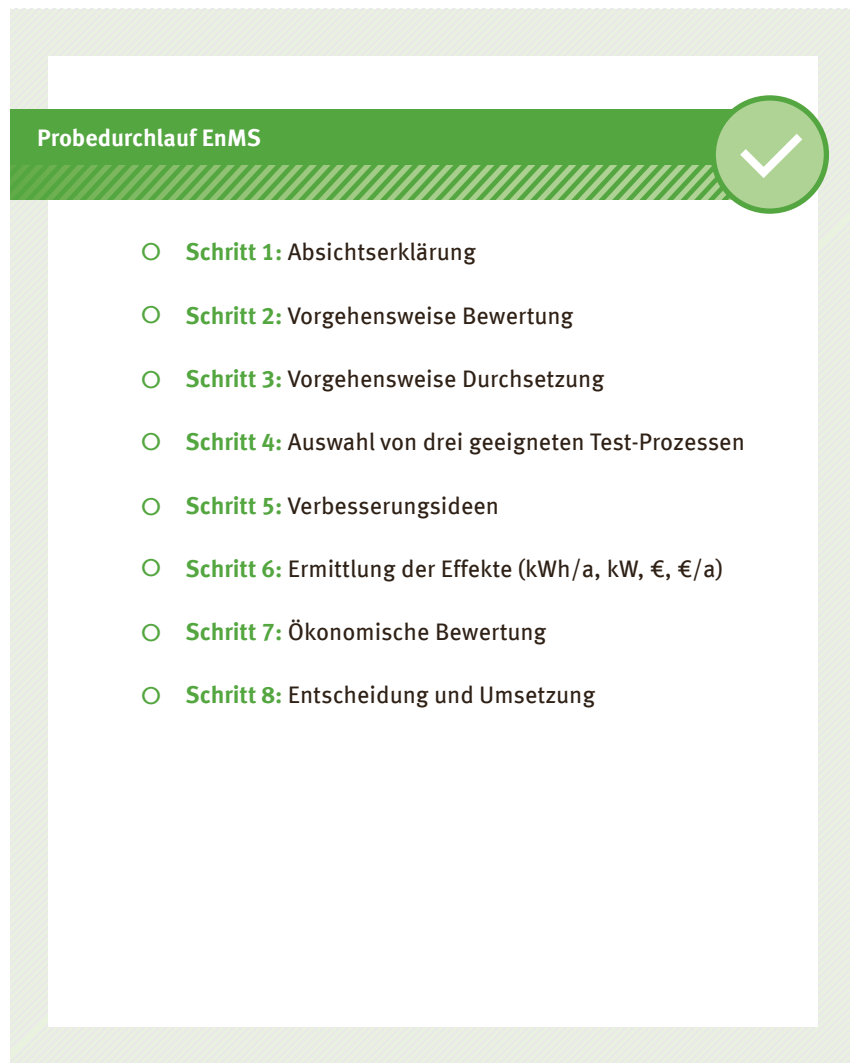 Probedurchlauf EnMS
Schritt 1: Absichtserklärung
Schritt 2: Vorgehensweise Bewertung
Schritt 3: Vorgehensweise Durchsetzung
Schritt 4: Auswahl von drei geeigneten Test-Prozessen
Schritt 5: Verbesserungsideen
Schritt 6: Ermittlung der Effekte (kWh/a, kW, €, €/a)
Schritt 7: Ökonomische Bewertung
Schritt 8: Entscheidung und Umsetzung